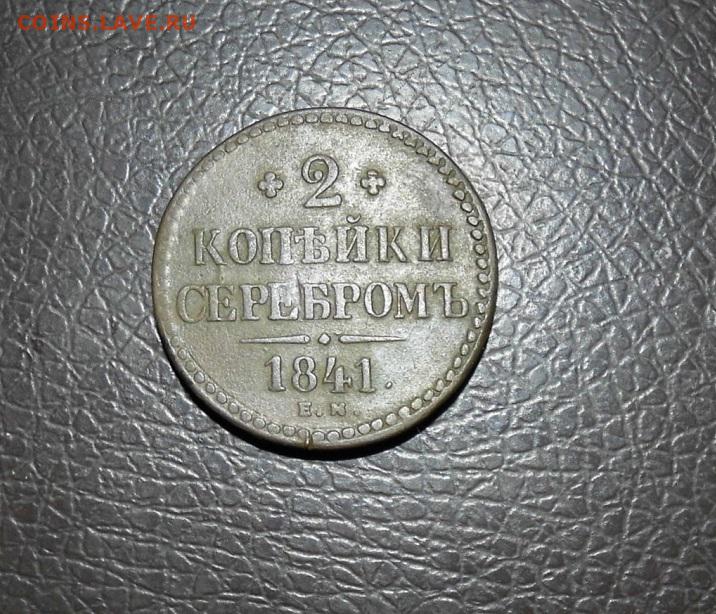 COINS.LAVE.RU
2
КОПѢЙКИ
СЕРЕБРОМЪ
1841.
Е.М.